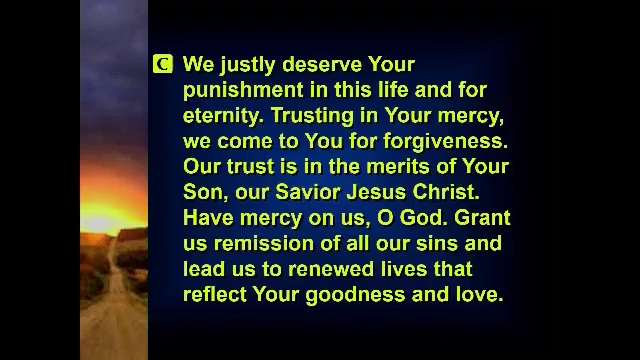 C We justly deserve Your
punishment in this life and for
eternity. Trusting in Your mercy,
we come to You for forgiveness.
Our trust is in the merits of Your
Son, our Savior Jesus Christ.
Have mercy on us, O God. Grant
us remission of all our sins and
lead us to renewed lives that
reflect Your goodness and love.